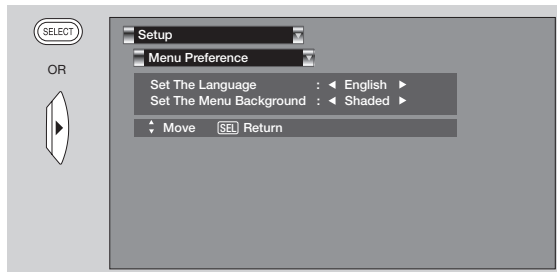 SELECT
OR
Setup
Menu Preference
Set The Language : ◄ English ►
Set The Menu Background : ◄ Shaded ►
Move SEL Return